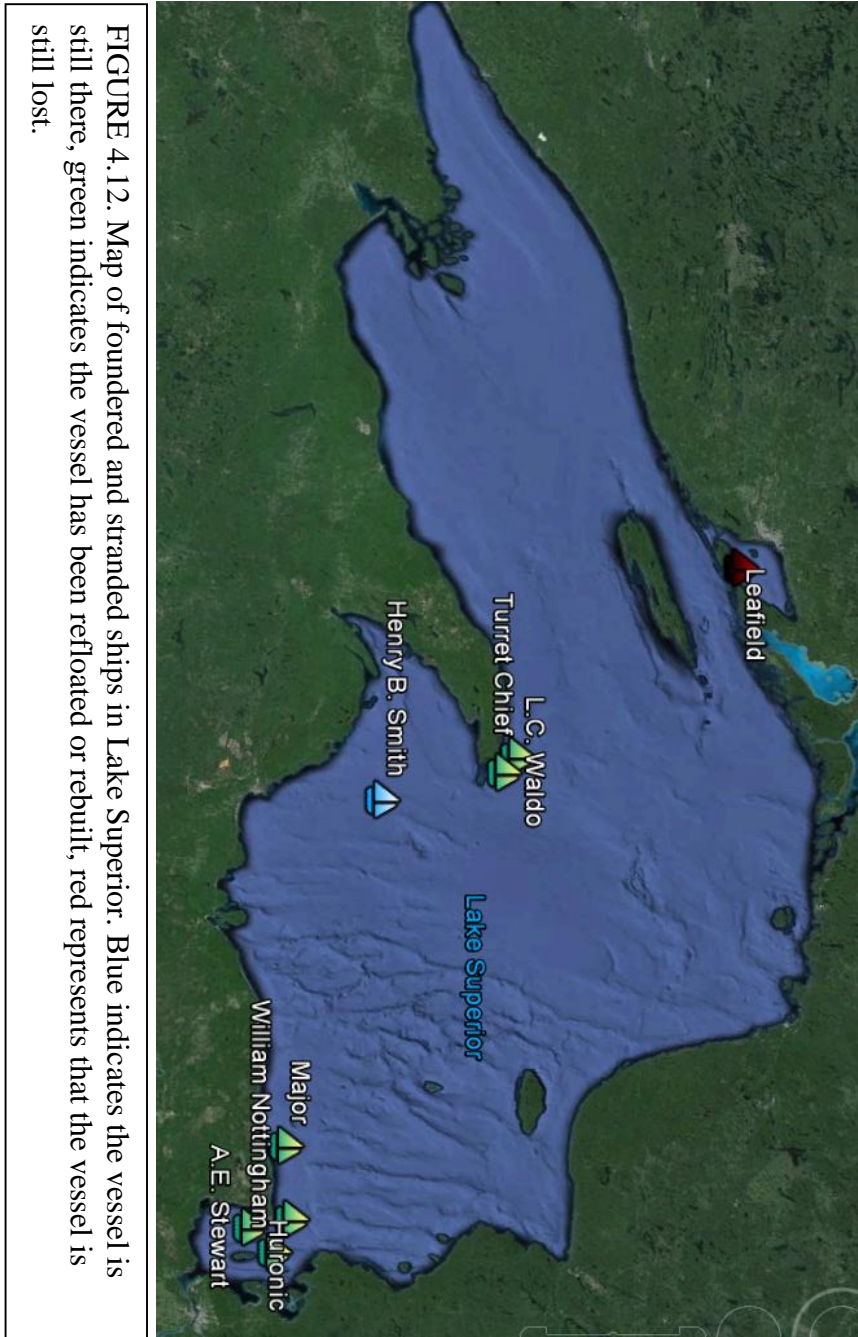 Leafield
L.C. Waldo
Turret Chief
Henry B. Smith
Lake Superior
Major
William Nottingham
Huronic
A.E. Stewart
FIGURE 4.12. Map of foundered and stranded ships in Lake Superior. Blue indicates the vessel is
still there, green indicates the vessel has been refloated or rebuilt, red represents that the vessel is
still lost.